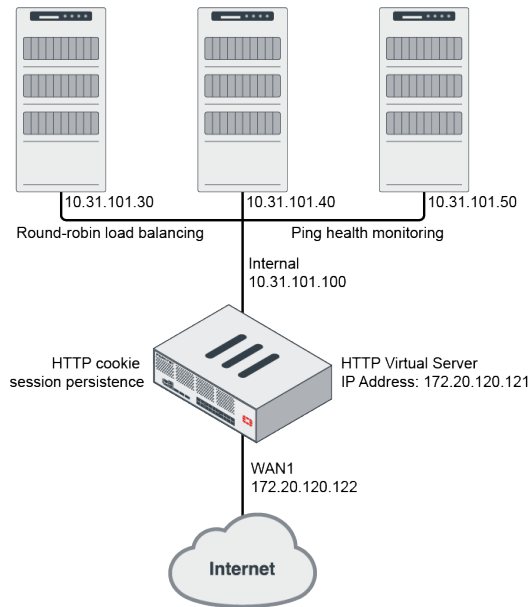 10.31.101.30
10.31.101.40
10.31.101.50
Round-robin load balancing
Ping health monitoring
Internal
10.31.101.100
HTTP cookie
session persistence
HTTP Virtual Server
IP Address: 172.20.120.121
WAN1
172.20.120.122
Internet